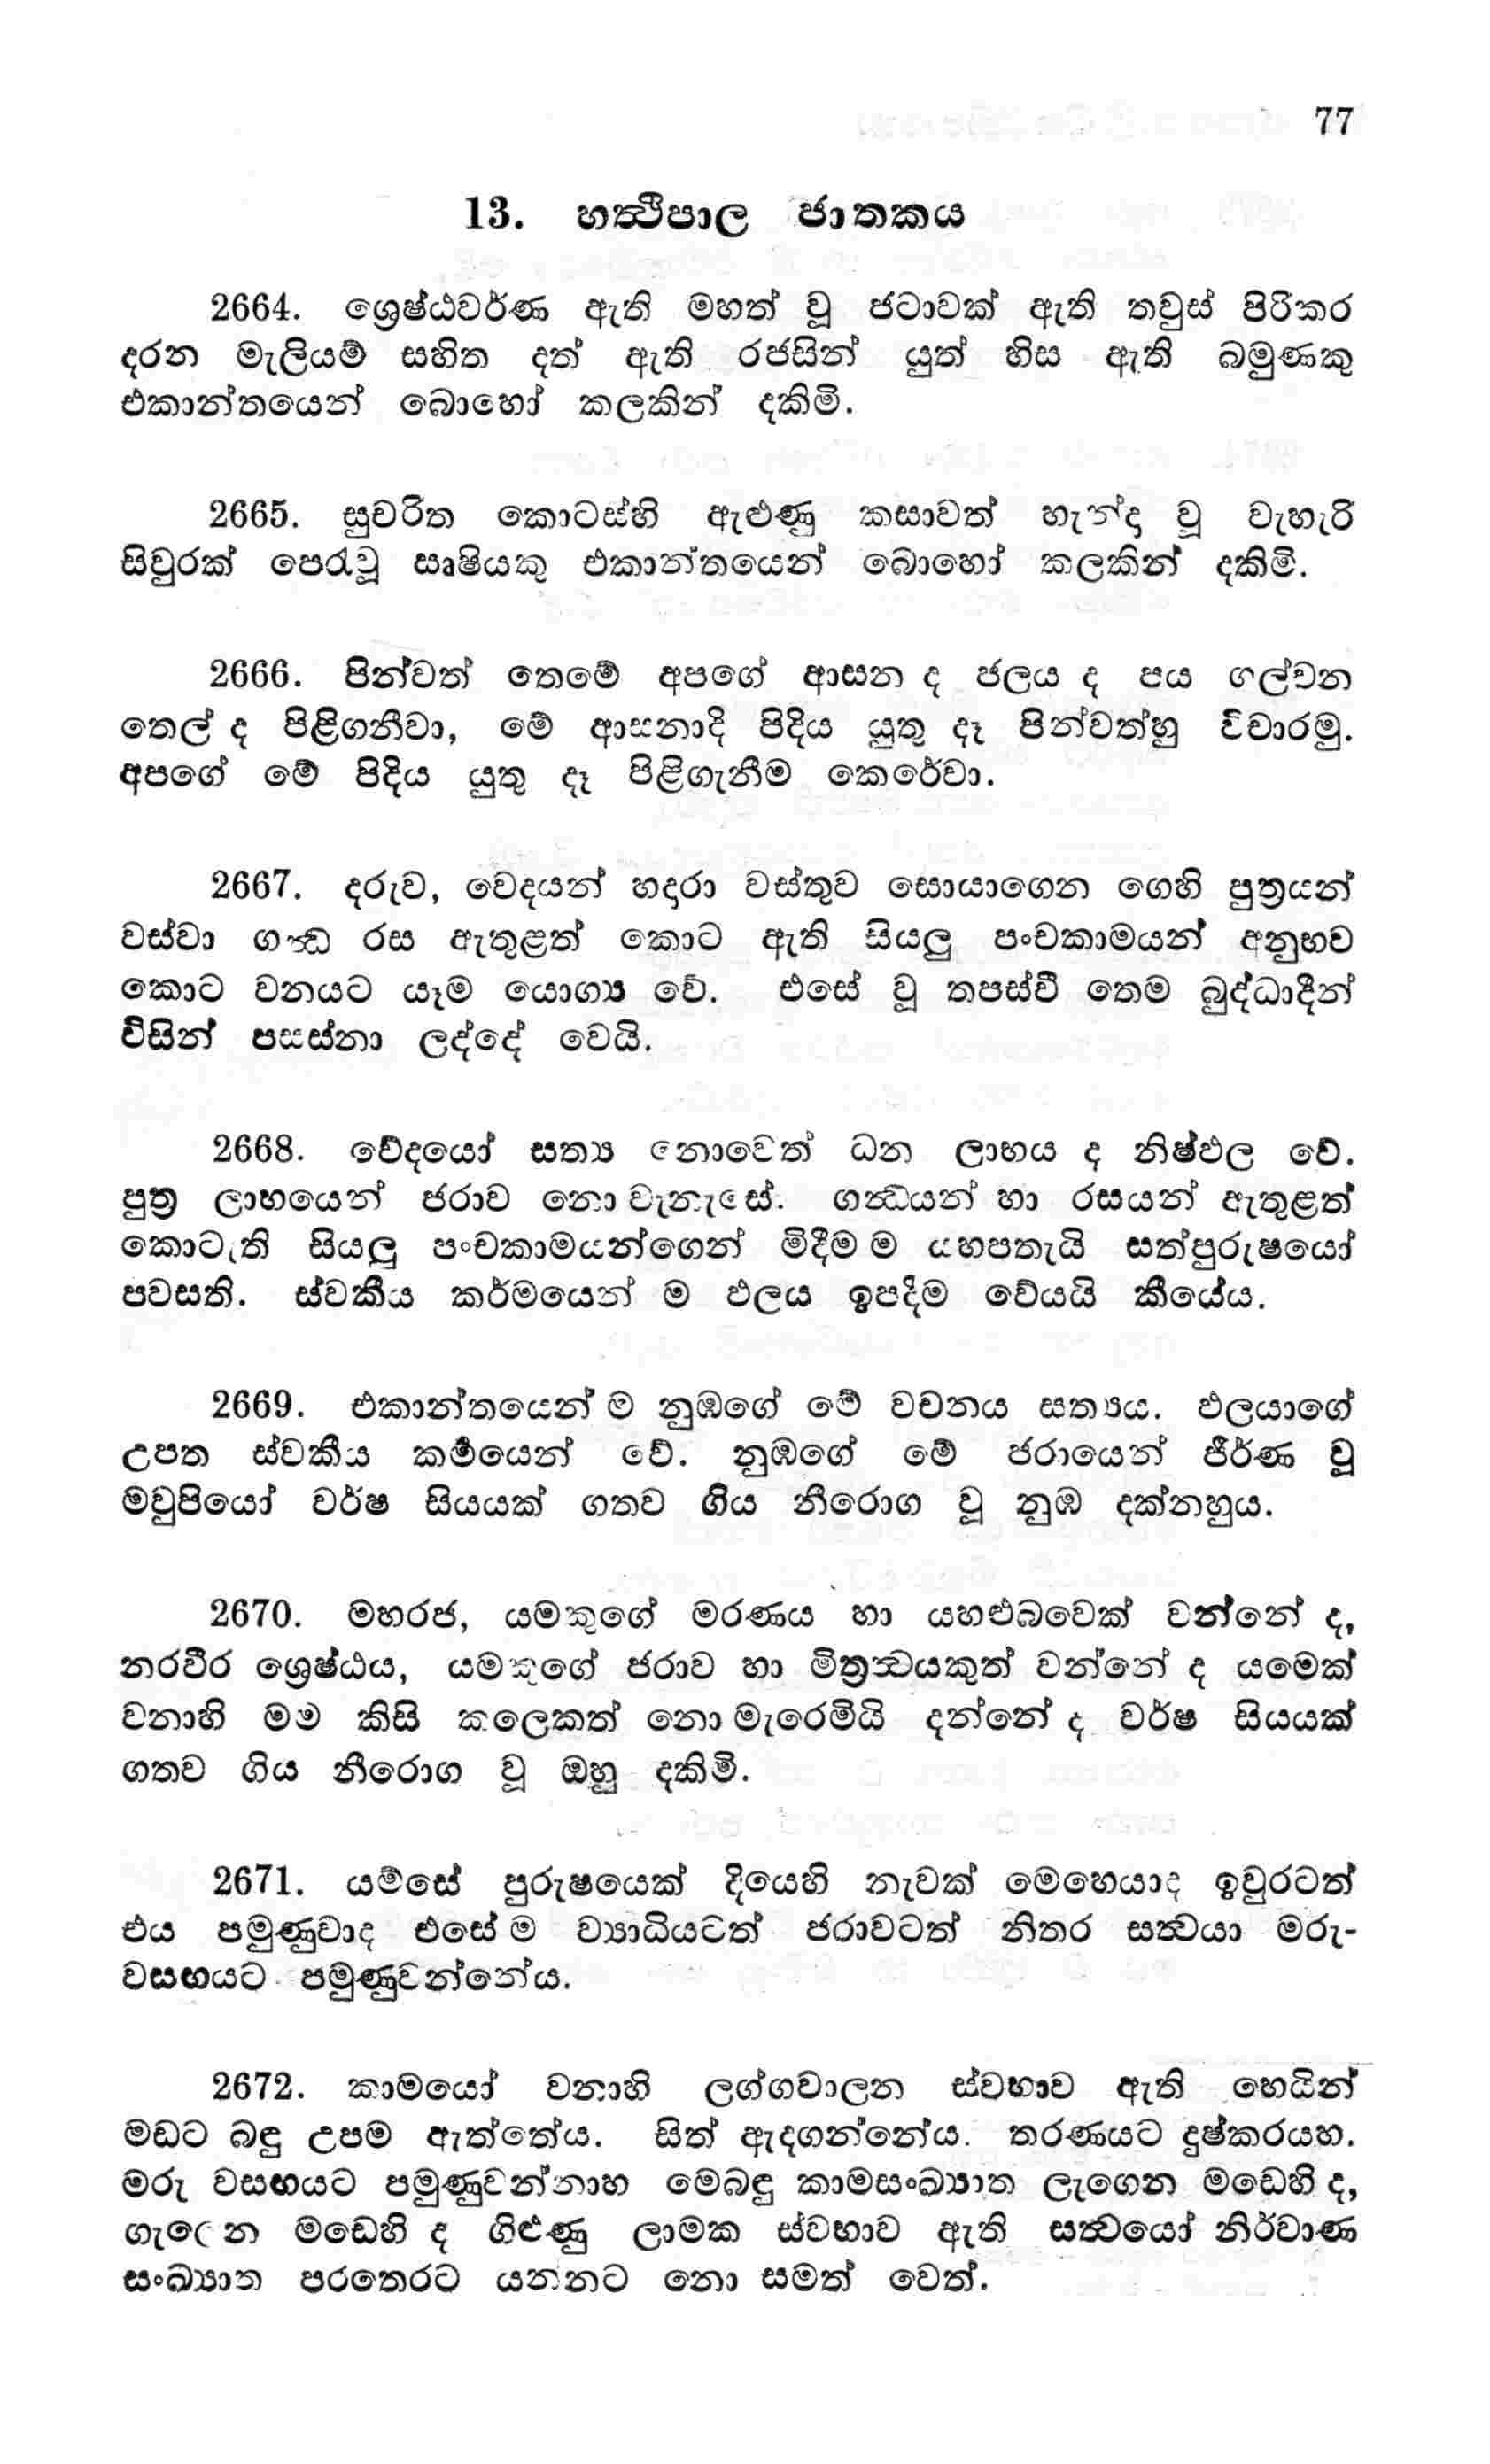 77
13. හත්‍ථිපාල ජාතකය
2664. ශ්‍රෙෂ්ඨවර්ණ ඇති මහත් වූ ජටාවක් ඇති තවුස් පිරිකර
දරන මැලියම් සහිත දත් ඇති රජසින් යුත් හිස ඇති බමුණකු
එකාන්තයෙන් බොහෝ කලකින් දකිමි.
2665. සුචරිත කොටස්හි ඇළුණු කසාවත් හැන්ද වූ වැහැරි
සිවුරක් පෙරැවූ ඍෂියකු එකාන්තයෙන් බොහෝ කලකින් දකිමි.
2666. පින්වත් තෙමේ අපගේ ආසන ද ජලය ද පය ගල්වන
තෙල් ද පිළිගනීවා, මේ ආසනාදි පිදිය යුතු දෑ පින්වත්හු විචාරමු.
අපගේ මේ පිදිය යුතු දෑ පිළිගැනීම කෙරේවා.
2667. දරුව, වෙදයන් හදාරා වස්තුව සොයාගෙන ගෙහි පුත්‍රයන්
වස්වා ගන්‍ධ රස ඇතුළත් කොට ඇති සියලු පංචකාමයන් අනුභව
කොට වනයට යෑම යොග්‍ය වේ. එසේ වූ තපස්වී තෙම බුද්ධාදීන්
විසින් පසස්නා ලද්දේ වෙයි.
2668. වේදයෝ සත්‍ය නොවෙත් ධන ලාභය ද නිෂ්ඵල වේ.
පුත්‍ර ලාභයෙන් ජරාව නො වැනැසේ. ගන්‍ධයන් හා රසයන් ඇතුළත්
කොටැති සියලු පංචකාමයන්ගෙන් මිදීම ම යහපතැයි සත්පුරුෂයෝ
පවසති. ස්වකීය කර්මයෙන් ම ඵලය ඉපදීම වේයයි කීයේය.
2669. එකාන්තයෙන් ම නුඹගේ මේ වචනය සත්‍යය. ඵලයාගේ
උපත ස්වකීය කර්‍මයෙන් වේ. නුඹගේ මේ ජරායෙන් ජීර්ණ වූ
මවුපියෝ වර්ෂ සියයක් ගතව ගිය නීරොග වූ නුඹ දක්නහුය.
2670. මහරජ, යමකුගේ මරණය හා යහළුබවෙක් වන්නේ ද,
නරවීර ශ්‍රෙෂ්ඨය, යමකුගේ ජරාව හා මිත්‍රත්‍වයකුත් වන්නේ ද යමෙක්
වනාහි මම කිසි කලෙකත් නො මැරෙමියි දන්නේ ද වර්ෂ සියයක්
ගතව ගිය නීරොග වූ ඔහු දකිමි.
2671. යම්සේ පුරුෂයෙක් දියෙහි නැවක් මෙහෙයාද ඉවුරටත්
එය පමුණුවාද එසේ ම ව්‍යාධියටත් ජරාවටත් නිතර සත්‍වයා මරු-
වසඟයට පමුණුවන්නේය.
2672. කාමයෝ වනාහි ලග්ගවාලන ස්වභාව ඇති හෙයින්
මඩට බඳු උපම ඇත්තේය. සිත් ඇදගන්නේය. තරණයට දුෂ්කරයහ.
මරු වසඟයට පමුණුවන්නාහ මෙබඳු කාමසංඛ්‍යාත ලැගෙන මඩෙහි ද,
ගැලෙන මඩෙහි ද ගිළුණු ලාමක ස්වභාව ඇති සත්‍වයෝ නිර්වාණ
සංඛ්‍යාත පරතෙරට යන්නට නො සමත් වෙත්.